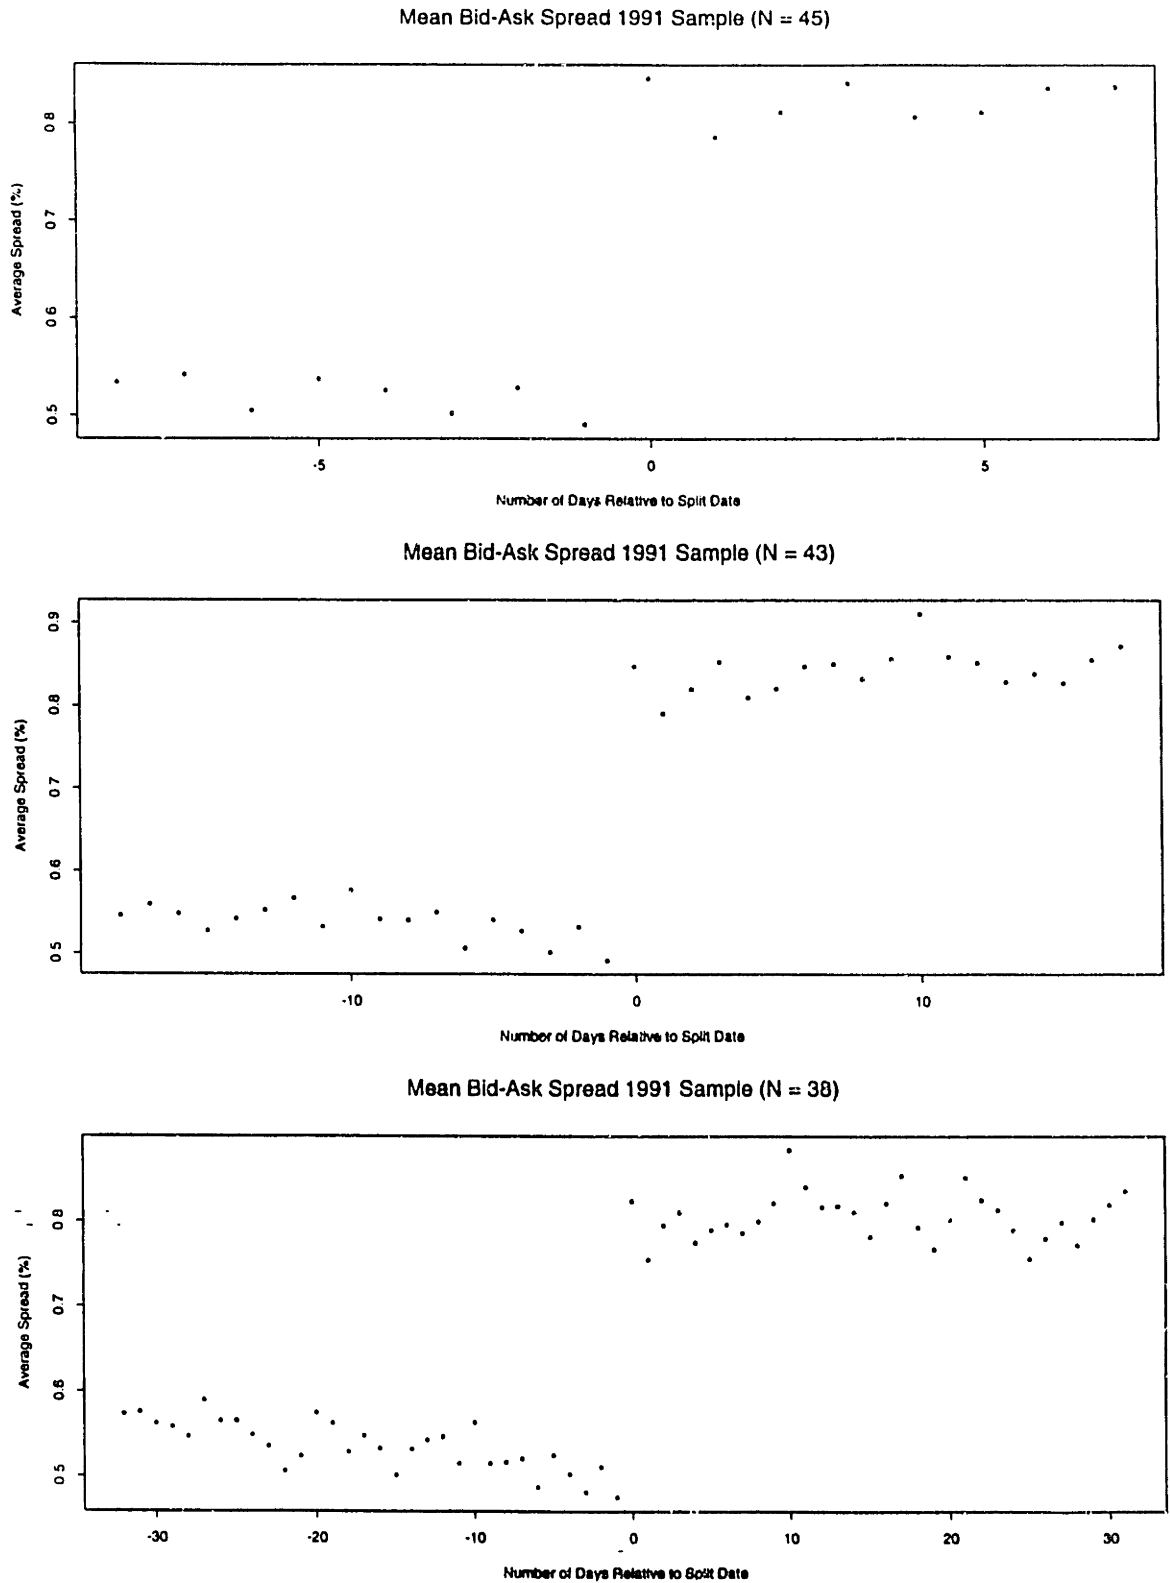 Mean Bid-Ask Spread 1991 Sample (N = 45)
Average Spread (%)
0.8
0.7
0.6
0.5
-5 0 5
Number of Days Relative to Split Date
Mean Bid-Ask Spread 1991 Sample (N = 43)
Average Spread (%)
0.9
0.8
0.7
0.6
0.5
-10 0 10
Number of Days Relative to Split Date
Mean Bid-Ask Spread 1991 Sample (N = 38)
Average Spread (%)
0.8
0.7
0.6
0.5
-30 -20 -10 0 10 20 30
Number of Days Relative to Split Date